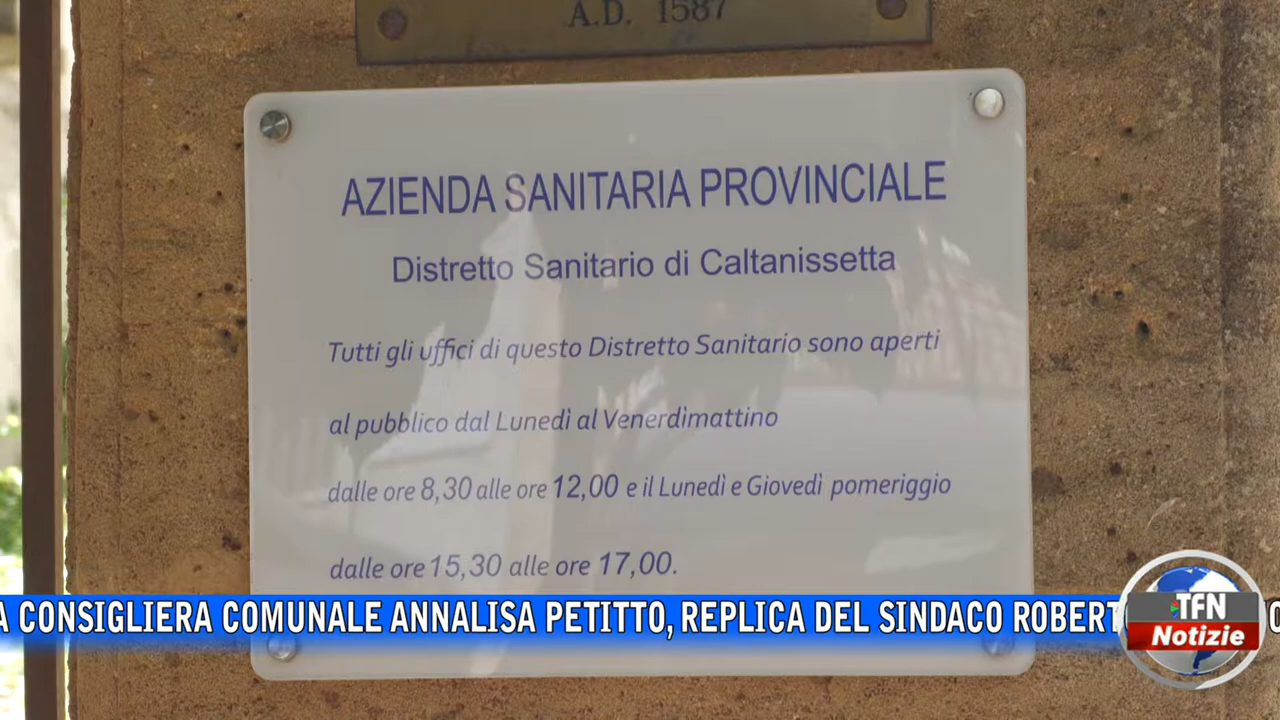 A.D. 1587
AZIENDA SANITARIA PROVINCIALE
Distretto Sanitario di Caltanissetta
Tutti gli uffici di questo Distretto Sanitario sono aperti
al pubblico dal Lunedì al Venerdìmattino
dalle ore 8,30 alle ore 12,00 e il Lunedì e Giovedì pomeriggio
dalle ore 15,30 alle ore 17,00.
A CONSIGLIERA COMUNALE ANNALISA PETITTO, REPLICA DEL SINDACO ROBERT
TFN
Notizie